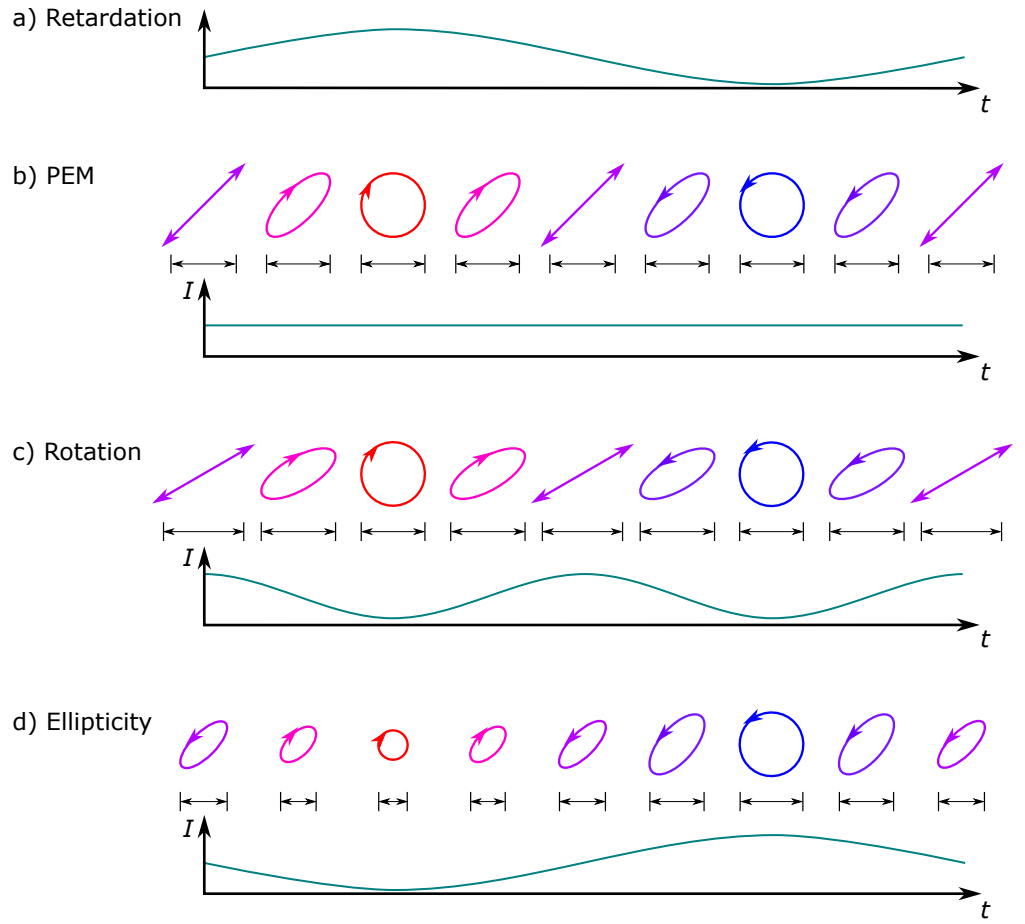 a) Retardation
t
b) PEM
I
t
c) Rotation
I
t
d) Ellipticity
I
t